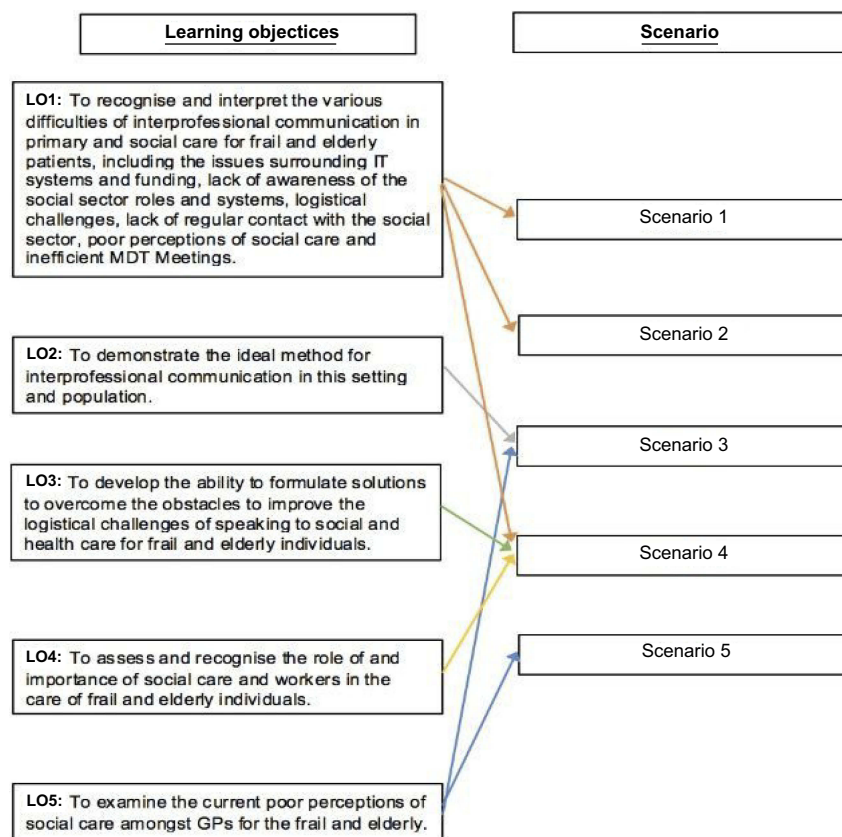 Learning objectices
Scenario
LO1: To recognise and interpret the various
difficulties of interprofessional communication in
primary and social care for frail and elderly
patients, including the issues surrounding IT
systems and funding, lack of awareness of the
social sector roles and systems, logistical
challenges, lack of regular contact with the social
sector, poor perceptions of social care and
inefficient MDT Meetings.
Scenario 1
Scenario 2
LO2: To demonstrate the ideal method for
interprofessional communication in this setting
and population.
Scenario 3
LO3: To develop the ability to formulate solutions
to overcome the obstacles to improve the
logistical challenges of speaking to social and
health care for frail and elderly individuals.
Scenario 4
LO4: To assess and recognise the role of and
importance of social care and workers in the
care of frail and elderly individuals.
Scenario 5
LO5: To examine the current poor perceptions of
social care amongst GPs for the frail and elderly.